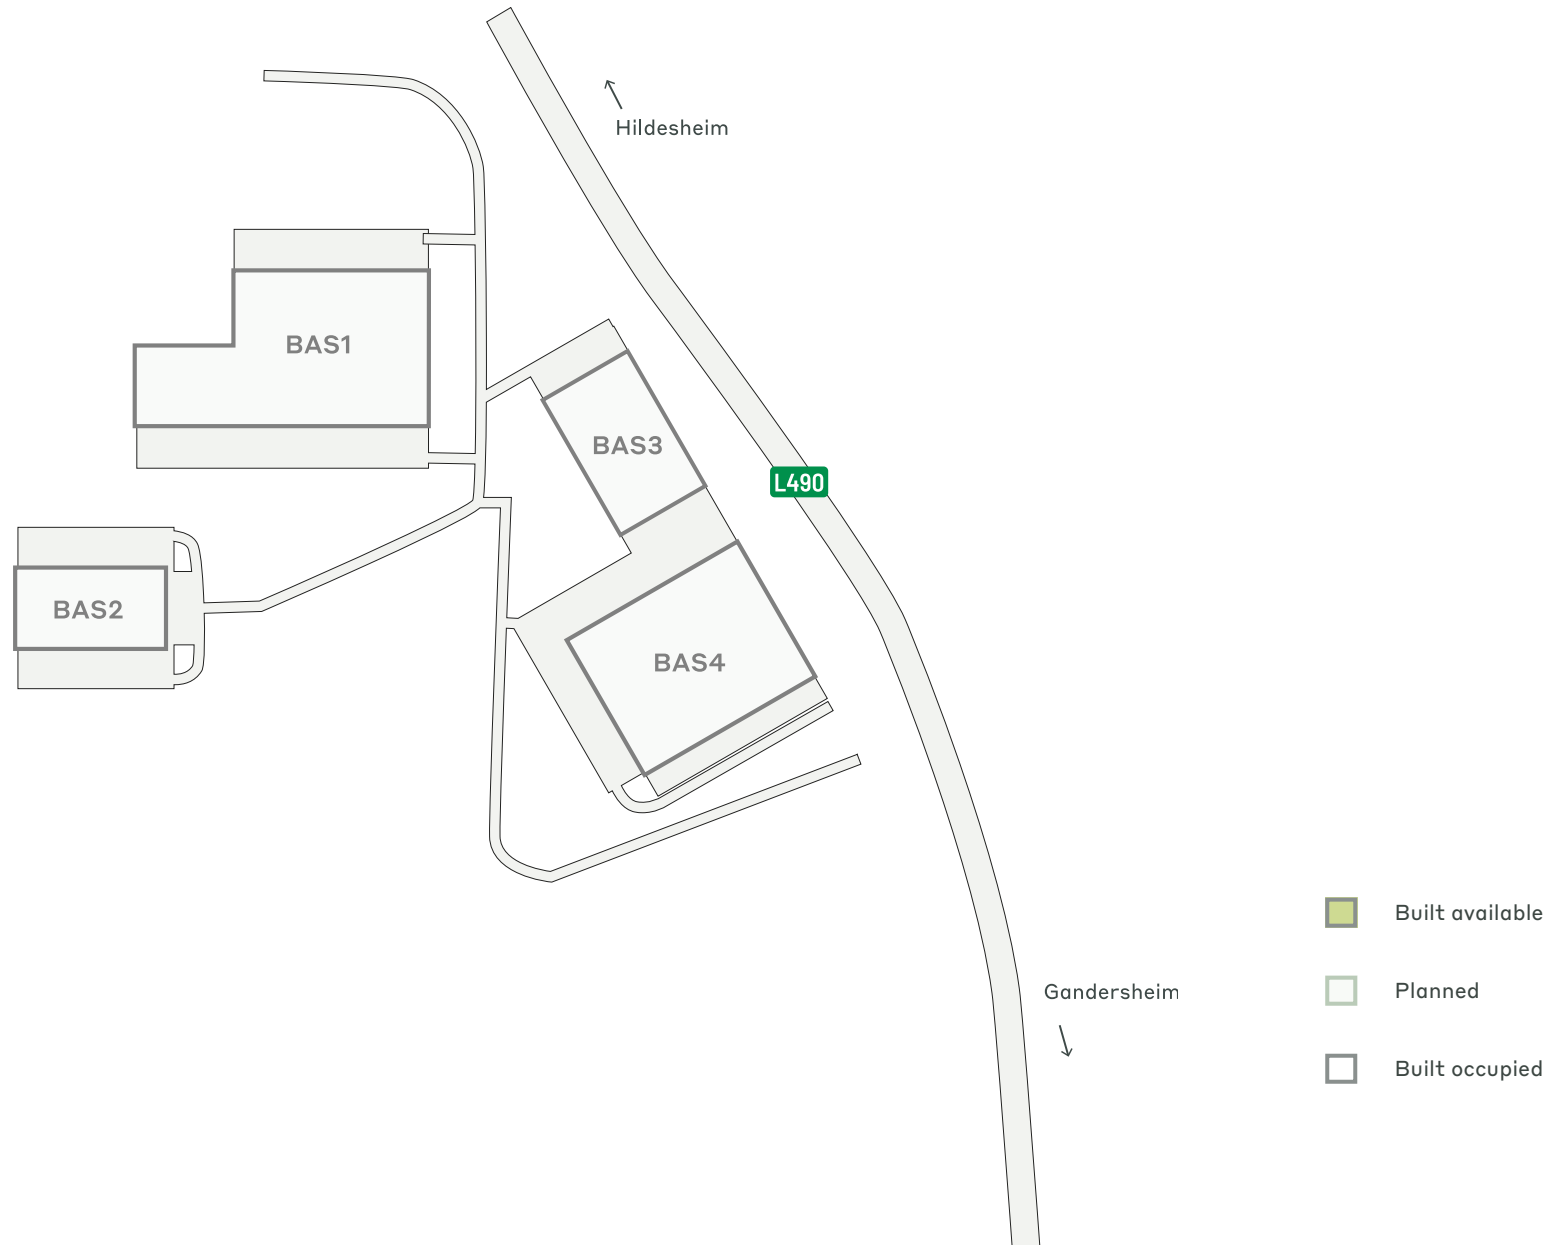 Hildesheim
BAS1
BAS3
L490
BAS2
BAS4
Built available
Gandersheim
Planned
Built occupied